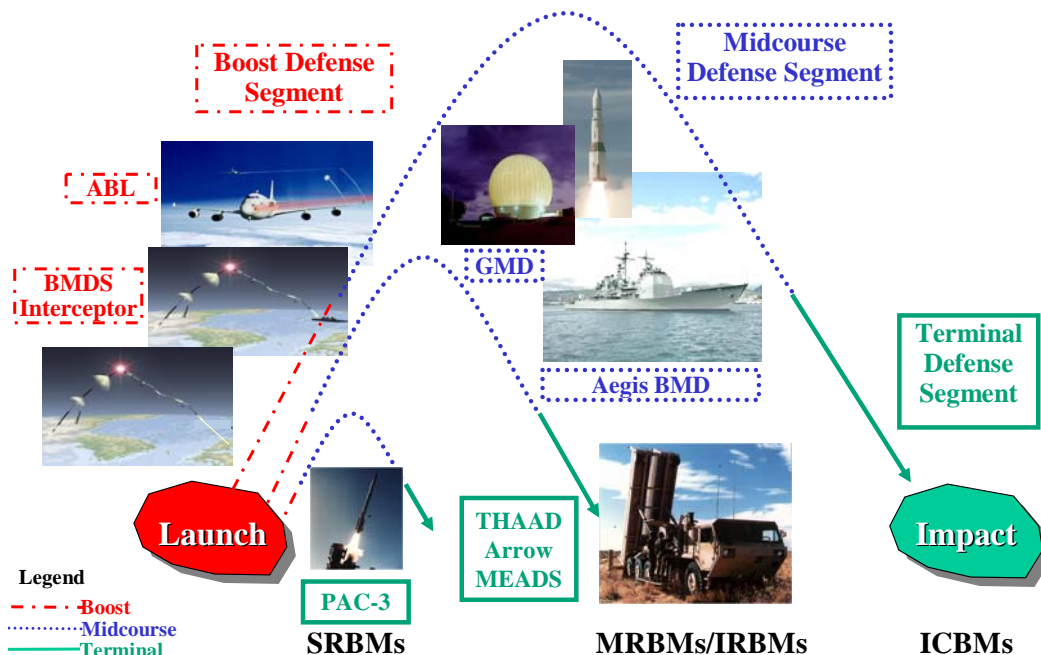 Boost Defense
Segment
Midcourse
Defense Segment
ABL
GMD
BMDS
Interceptor
Aegis BMD
Terminal
Defense
Segment
Launch
THAAD
Arrow
MEADS
Impact
PAC-3
Legend
Boost
Midcourse
Terminal
SRBMs
MRBMs/IRBMs
ICBMs